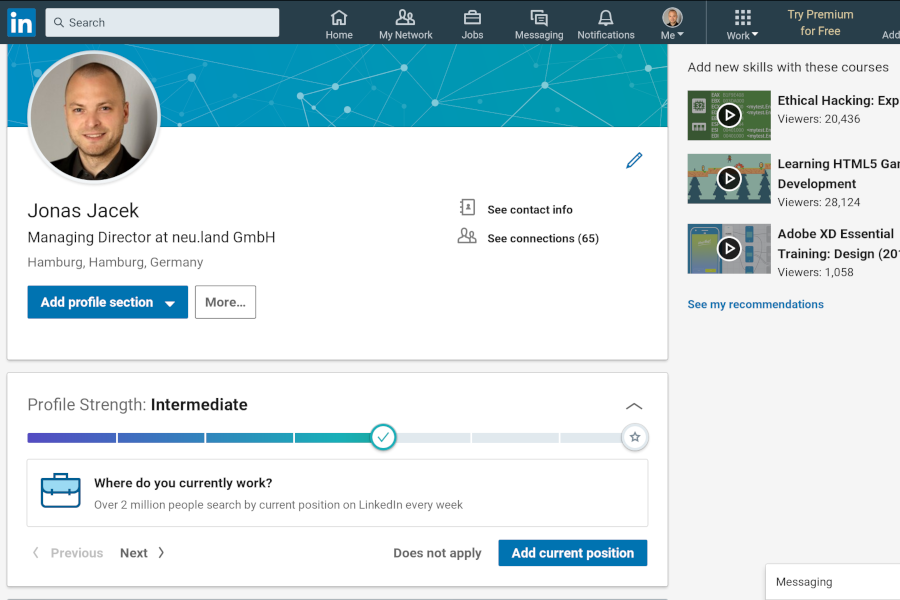 in
Search
Home
My Network
Jobs
Messaging
Notifications
Me
Work
Try Premium
for Free
Add new skills with these courses
Ethical Hacking:
Viewers: 20,436
Learning HTML5
Development
Viewers: 28,124
Adobe XD Essential
Training: Design
Viewers: 1,058
See my recommendations
Jonas Jacek
Managing Director at neu.land GmbH
Hamburg, Hamburg, Germany
See contact info
See connections (65)
Add profile section
More...
Profile Strength: Intermediate
Where do you currently work?
Over 2 million people search by current position on LinkedIn every week
Previous
Next
Does not apply
Add current position
Messaging